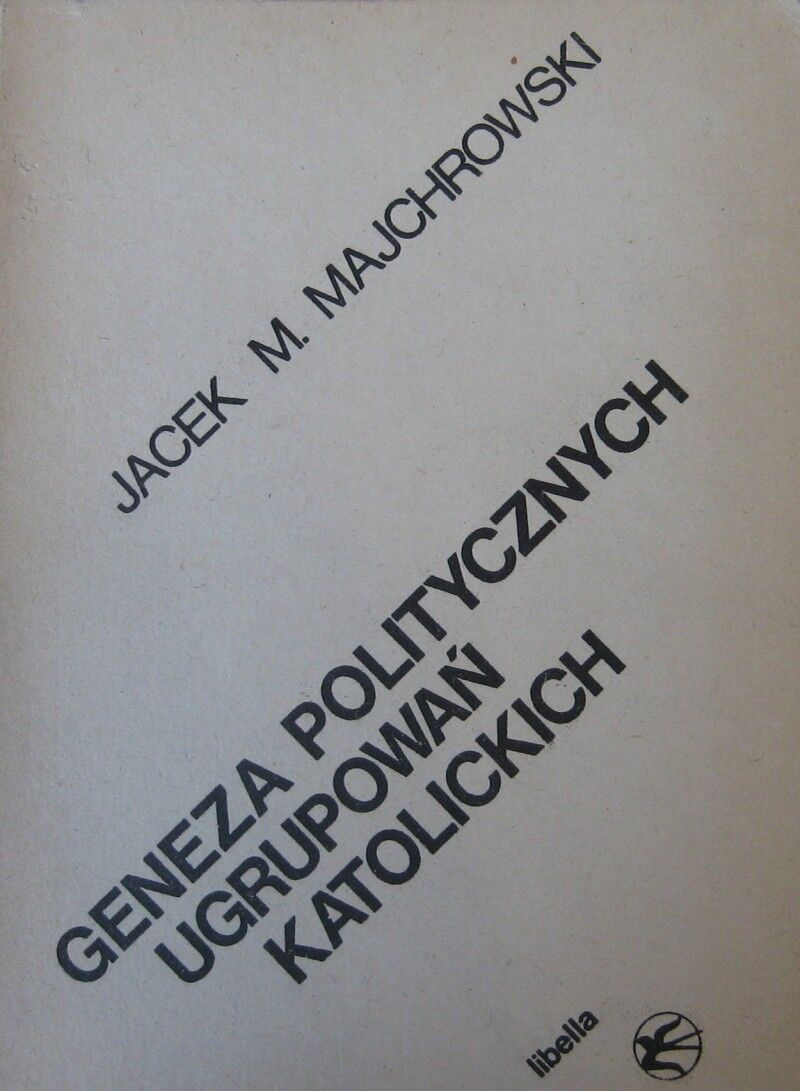 JACEK M. MAJCHROWSKI
GENEZA POLITYCZNYCH
UGRUPOWAŃ
KATOLICKICH
libella